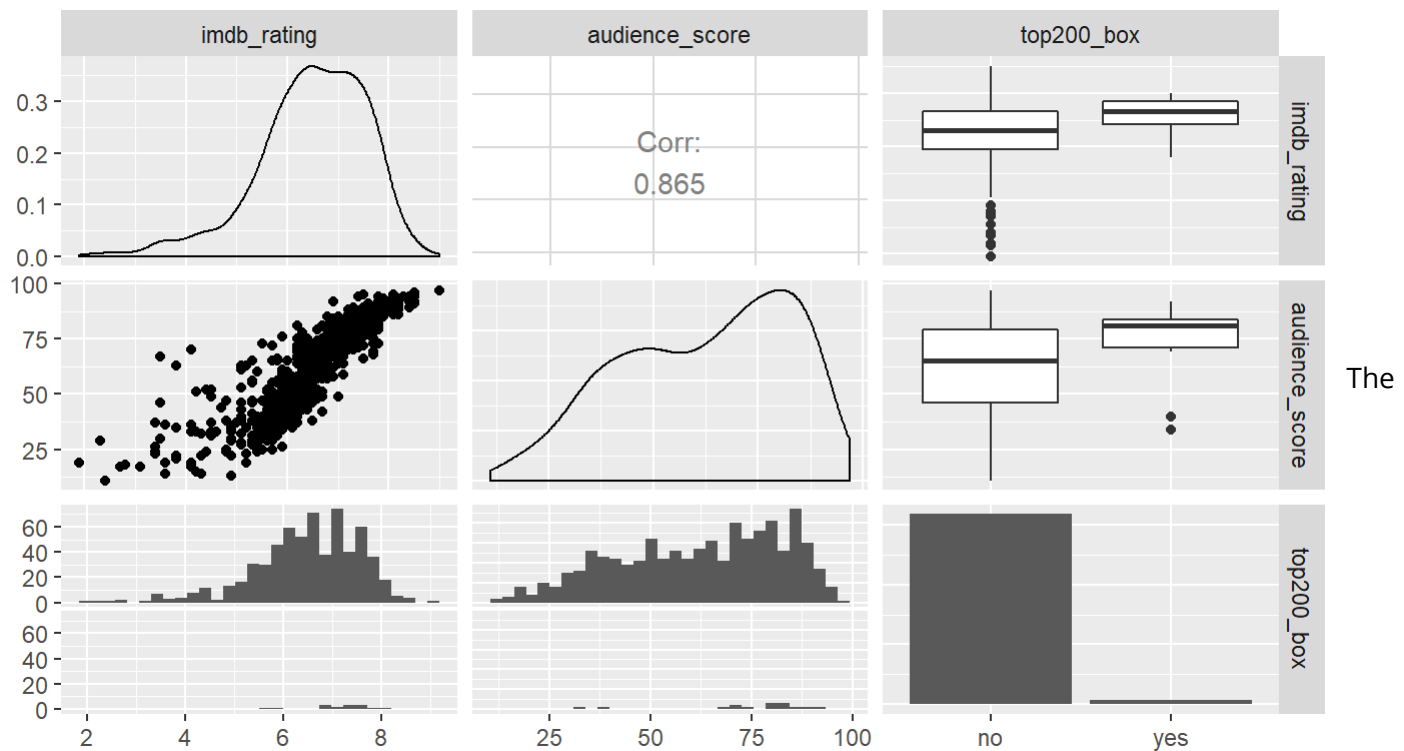 imdb_rating audience_score top200_box
0.3
0.2
0.1
0.0
Corr:
0.865
imdb_rating
100
75
50
25
audience_score
The
60
40
20
0
60
40
20
0
top200_box
2 4 6 8 25 50 75 100 no yes